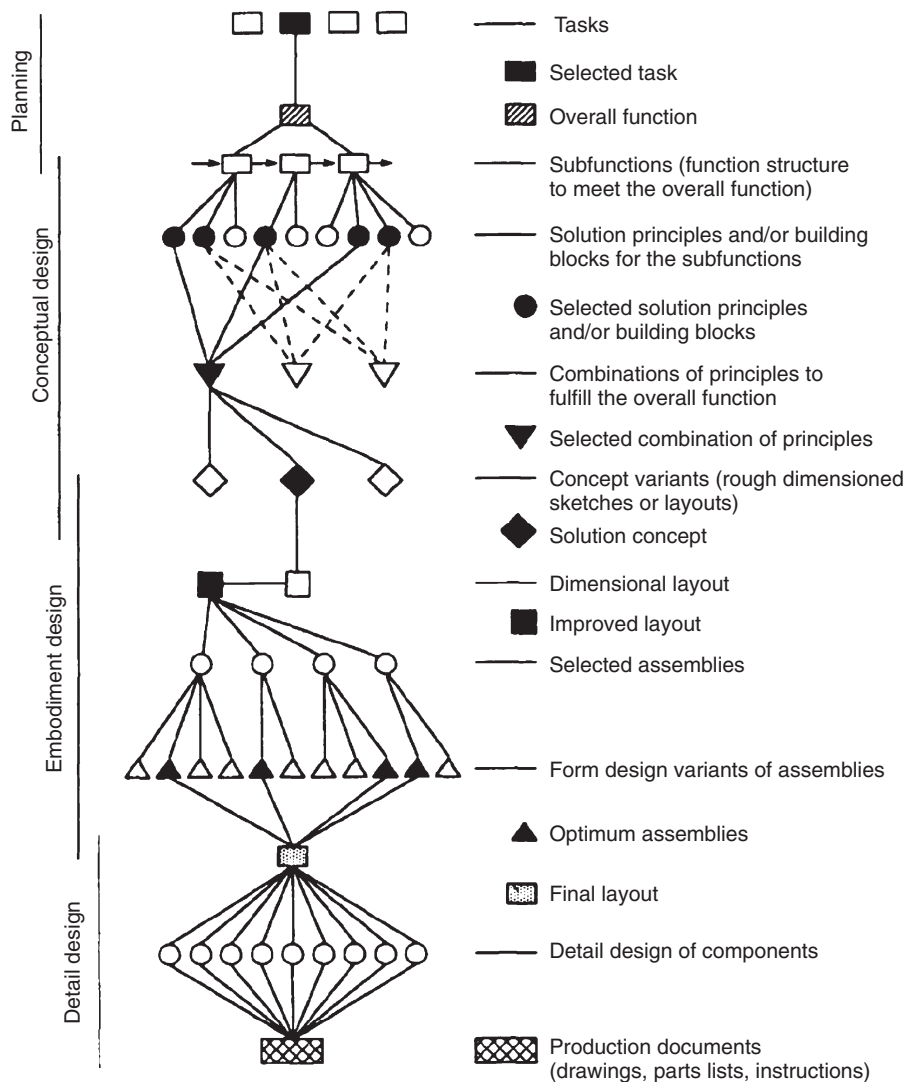 Planning
Conceptual design
Embodiment design
Detail design
Tasks
Selected task
Overall function
Subfunctions (function structure
to meet the overall function)
Solution principles and/or building
blocks for the subfunctions
Selected solution principles
and/or building blocks
Combinations of principles to
fulfill the overall function
Selected combination of principles
Concept variants (rough dimensioned
sketches or layouts)
Solution concept
Dimensional layout
Improved layout
Selected assemblies
Form design variants of assemblies
Optimum assemblies
Final layout
Detail design of components
Production documents
(drawings, parts lists, instructions)